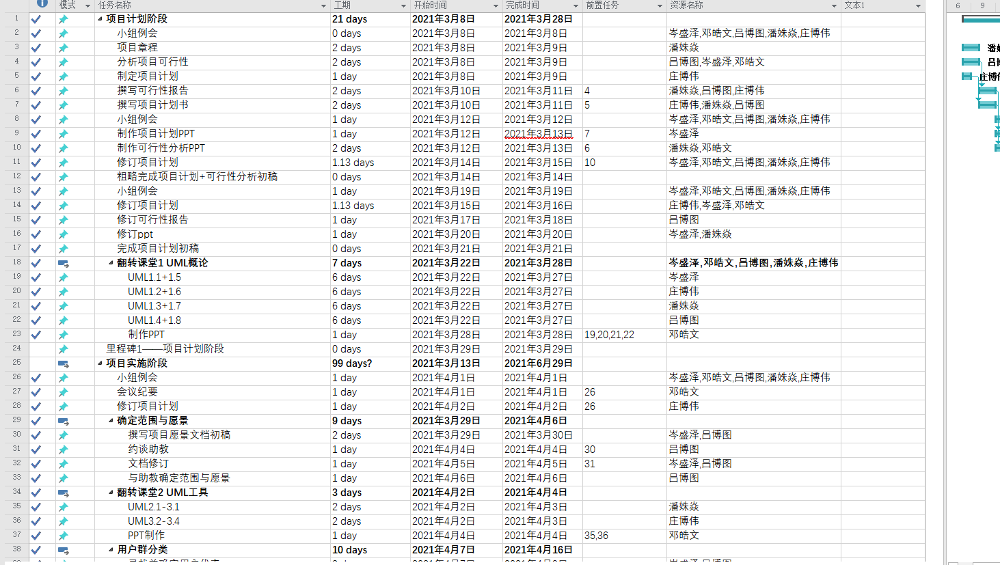 模式 任务名称 工期 开始时间 完成时间 前置任务 资源名称 文本1 6 9
1 项目计划阶段 21 days 2021年3月8日 2021年3月28日
2 小组例会 0 days 2021年3月8日 2021年3月8日 岑盛泽,邓皓文,吕博图,潘姝焱,庄博伟
3 项目章程 2 days 2021年3月8日 2021年3月9日 潘姝焱
4 分析项目可行性 2 days 2021年3月8日 2021年3月9日 吕博图,岑盛泽,邓皓文
5 制定项目计划 1 day 2021年3月8日 2021年3月9日 庄博伟 庄博
6 撰写可行性报告 2 days 2021年3月10日 2021年3月11日 4 潘姝焱,吕博图,庄博伟
7 撰写项目计划书 2 days 2021年3月10日 2021年3月11日 5 庄博伟,潘姝焱,吕博图
8 小组例会 1 day 2021年3月12日 2021年3月12日 岑盛泽,邓皓文,吕博图,潘姝焱,庄博伟
9 制作项目计划PPT 1 day 2021年3月12日 2021年3月13日 7 岑盛泽
10 制作可行性分析PPT 2 days 2021年3月12日 2021年3月13日 6 潘姝焱,邓皓文
11 修订项目计划 1.13 days 2021年3月14日 2021年3月15日 10 岑盛泽,邓皓文,吕博图,潘姝焱,庄博伟
12 粗略完成项目计划+可行性分析初稿 0 days 2021年3月14日 2021年3月14日
13 小组例会 1 day 2021年3月19日 2021年3月19日 岑盛泽,邓皓文,吕博图,潘姝焱,庄博伟
14 修订项目计划 1.13 days 2021年3月15日 2021年3月16日 庄博伟,岑盛泽,邓皓文
15 修订可行性报告 1 day 2021年3月17日 2021年3月18日 吕博图
16 修订ppt 1 day 2021年3月20日 2021年3月20日 岑盛泽,潘姝焱
17 完成项目计划初稿 0 days 2021年3月21日 2021年3月21日
18 翻转课堂1 UML概论 7 days 2021年3月22日 2021年3月28日 岑盛泽,邓皓文,吕博图,潘姝焱,庄博伟
19 UML1.1+1.5 6 days 2021年3月22日 2021年3月27日 岑盛泽
20 UML1.2+1.6 6 days 2021年3月22日 2021年3月27日 庄博伟
21 UML1.3+1.7 6 days 2021年3月22日 2021年3月27日 潘姝焱
22 UML1.4+1.8 6 days 2021年3月22日 2021年3月27日 吕博图
23 制作PPT 1 day 2021年3月28日 2021年3月28日 19,20,21,22 邓皓文
24 里程碑1——项目计划阶段 0 days 2021年3月29日 2021年3月29日
25 项目实施阶段 99 days? 2021年3月13日 2021年6月29日
26 小组例会 1 day 2021年4月1日 2021年4月1日 岑盛泽,邓皓文,吕博图,潘姝焱,庄博伟
27 会议纪要 1 day 2021年4月1日 2021年4月1日 26 邓皓文
28 修订项目计划 1 day 2021年4月2日 2021年4月2日 26 庄博伟
29 确定范围与愿景 9 days 2021年3月29日 2021年4月6日
30 撰写项目愿景文档初稿 2 days 2021年3月29日 2021年3月30日 岑盛泽,吕博图
31 约谈助教 1 day 2021年4月4日 2021年4月4日 30 吕博图
32 文档修订 1 day 2021年4月5日 2021年4月5日 31 岑盛泽,吕博图
33 与助教确定范围与愿景 1 day 2021年4月6日 2021年4月6日 吕博图
34 翻转课堂2 UML工具 3 days 2021年4月2日 2021年4月4日
35 UML2.1-3.1 2 days 2021年4月2日 2021年4月3日 潘姝焱
36 UML3.2-3.4 2 days 2021年4月2日 2021年4月3日 庄博伟
37 PPT制作 1 day 2021年4月4日 2021年4月4日 35,36 邓皓文
38 用户群分类 10 days 2021年4月7日 2021年4月16日